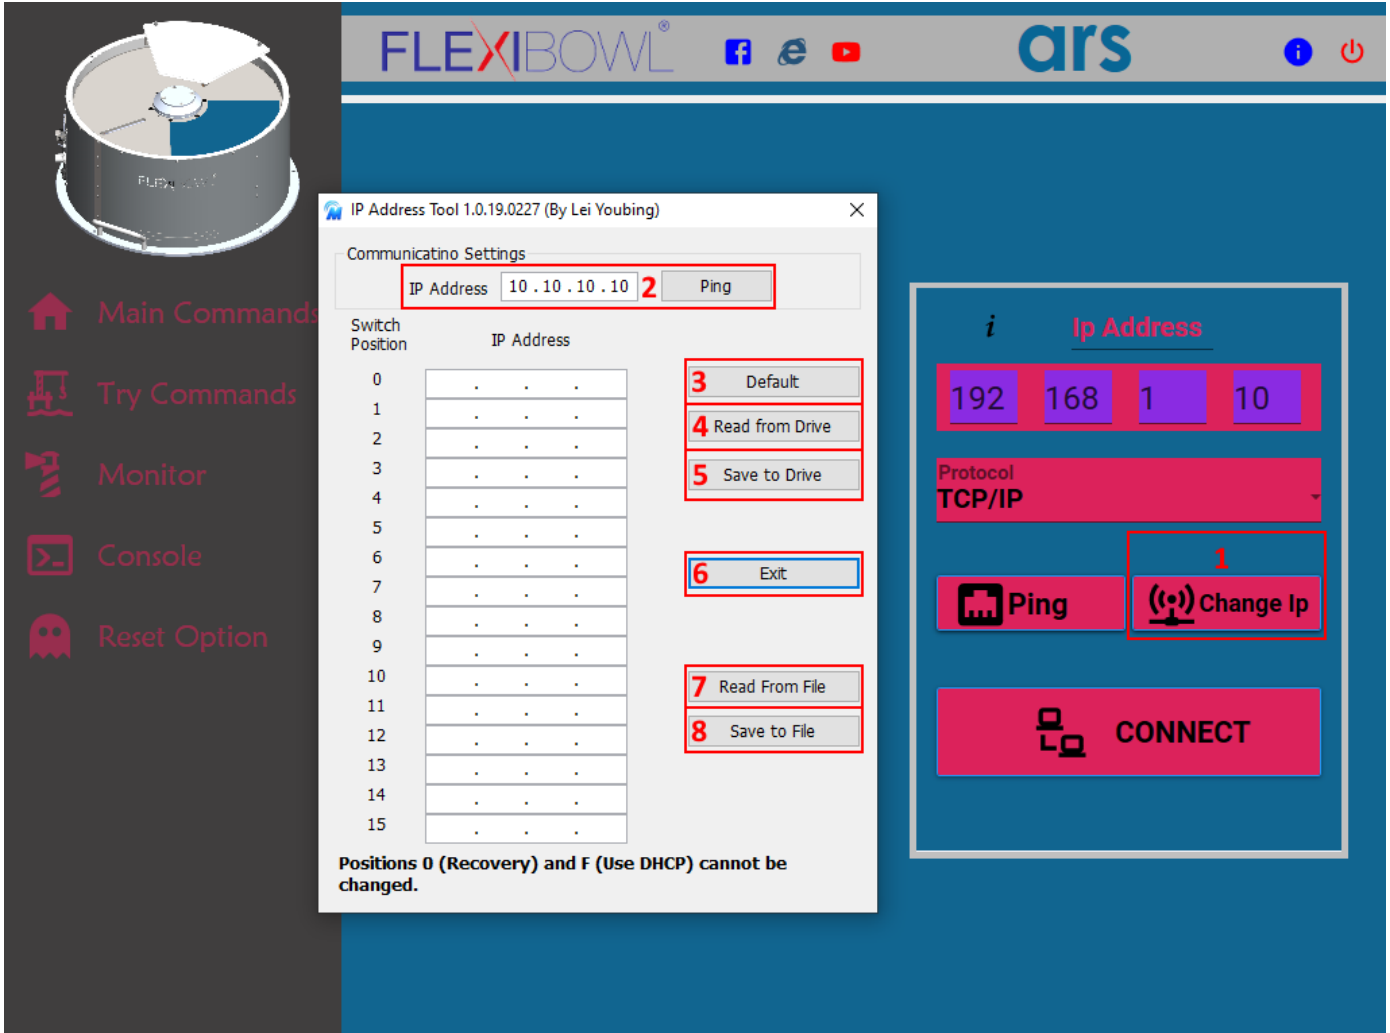 FLEXIBOWL®
ars
Main Commands
Try Commands
Monitor
Console
Reset Option
IP Address Tool 1.0.19.0227 (By Lei Youbing)
Communicatino Settings
IP Address 10 . 10 . 10 . 10 2 Ping
Switch
Position
IP Address
0
1
2
3
4
5
6
7
8
9
10
11
12
13
14
15
3 Default
4 Read from Drive
5 Save to Drive
6 Exit
7 Read From File
8 Save to File
Positions 0 (Recovery) and F (Use DHCP) cannot be
changed.
i Ip Address
192 168 1 10
Protocol
TCP/IP
1
Ping
Change Ip
CONNECT